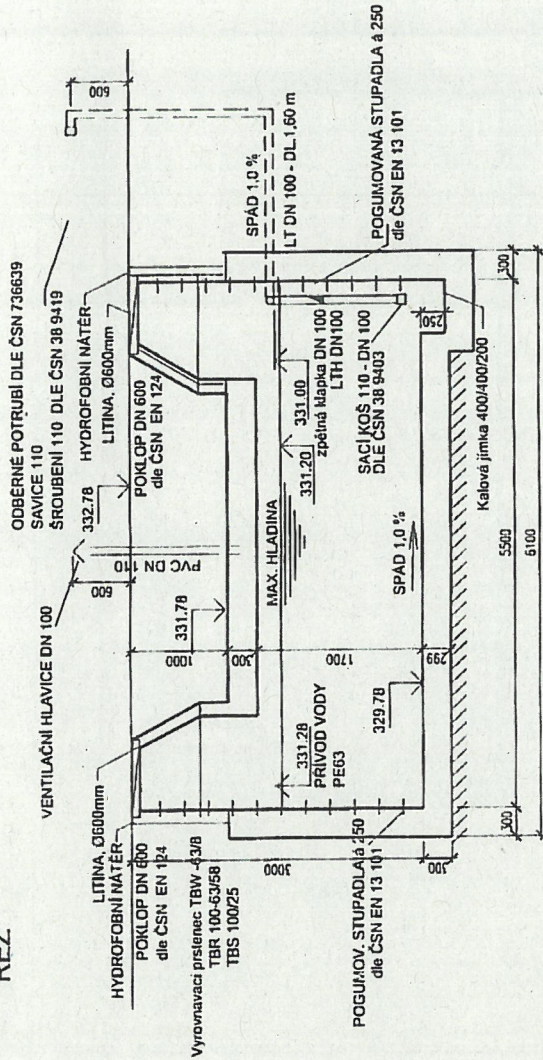 ŘEZ
ODBĚRNÉ POTRUBÍ DLE ČSN 736639
SAVICE 110
ŠROUBENÍ 110 DLE ČSN 38 9419
VENTILAČNÍ HLAVICE DN 100
LITINA, Ø600mm
HYDROFOBNÍ NÁTĚR
POKLOP DN 600
dle ČSN EN 124
Vyrovnavací prstenec TBW -63/8
TBR 100-63/58
TBS 100/25
600
332.78
HYDROFOBNÍ NÁTĚR
LITINA, Ø600mm
POKLOP DN 600
dle ČSN EN 124
600
PVC DN 110
331.78
1000
300
1700
299
3000
300
MAX. HLADINA
331.28
PŘÍVOD VODY
PE63
331.20
331.00
zpětná klapka DN 100
LTH DN100
SPÁD 1,0 %
LT DN 100 - DL.1,60 m
SACÍ KOŠ 110 - DN 100
DLE ČSN 38 9403
POGUMOVANÁ STUPADLA á 250
dle ČSN EN 13 101
329.78
SPÁD 1,0 %
250
POGUMOV. STUPADLA á 250
dle ČSN EN 13 101
Kalová jímka 400/400/200
300
5500
300
6100